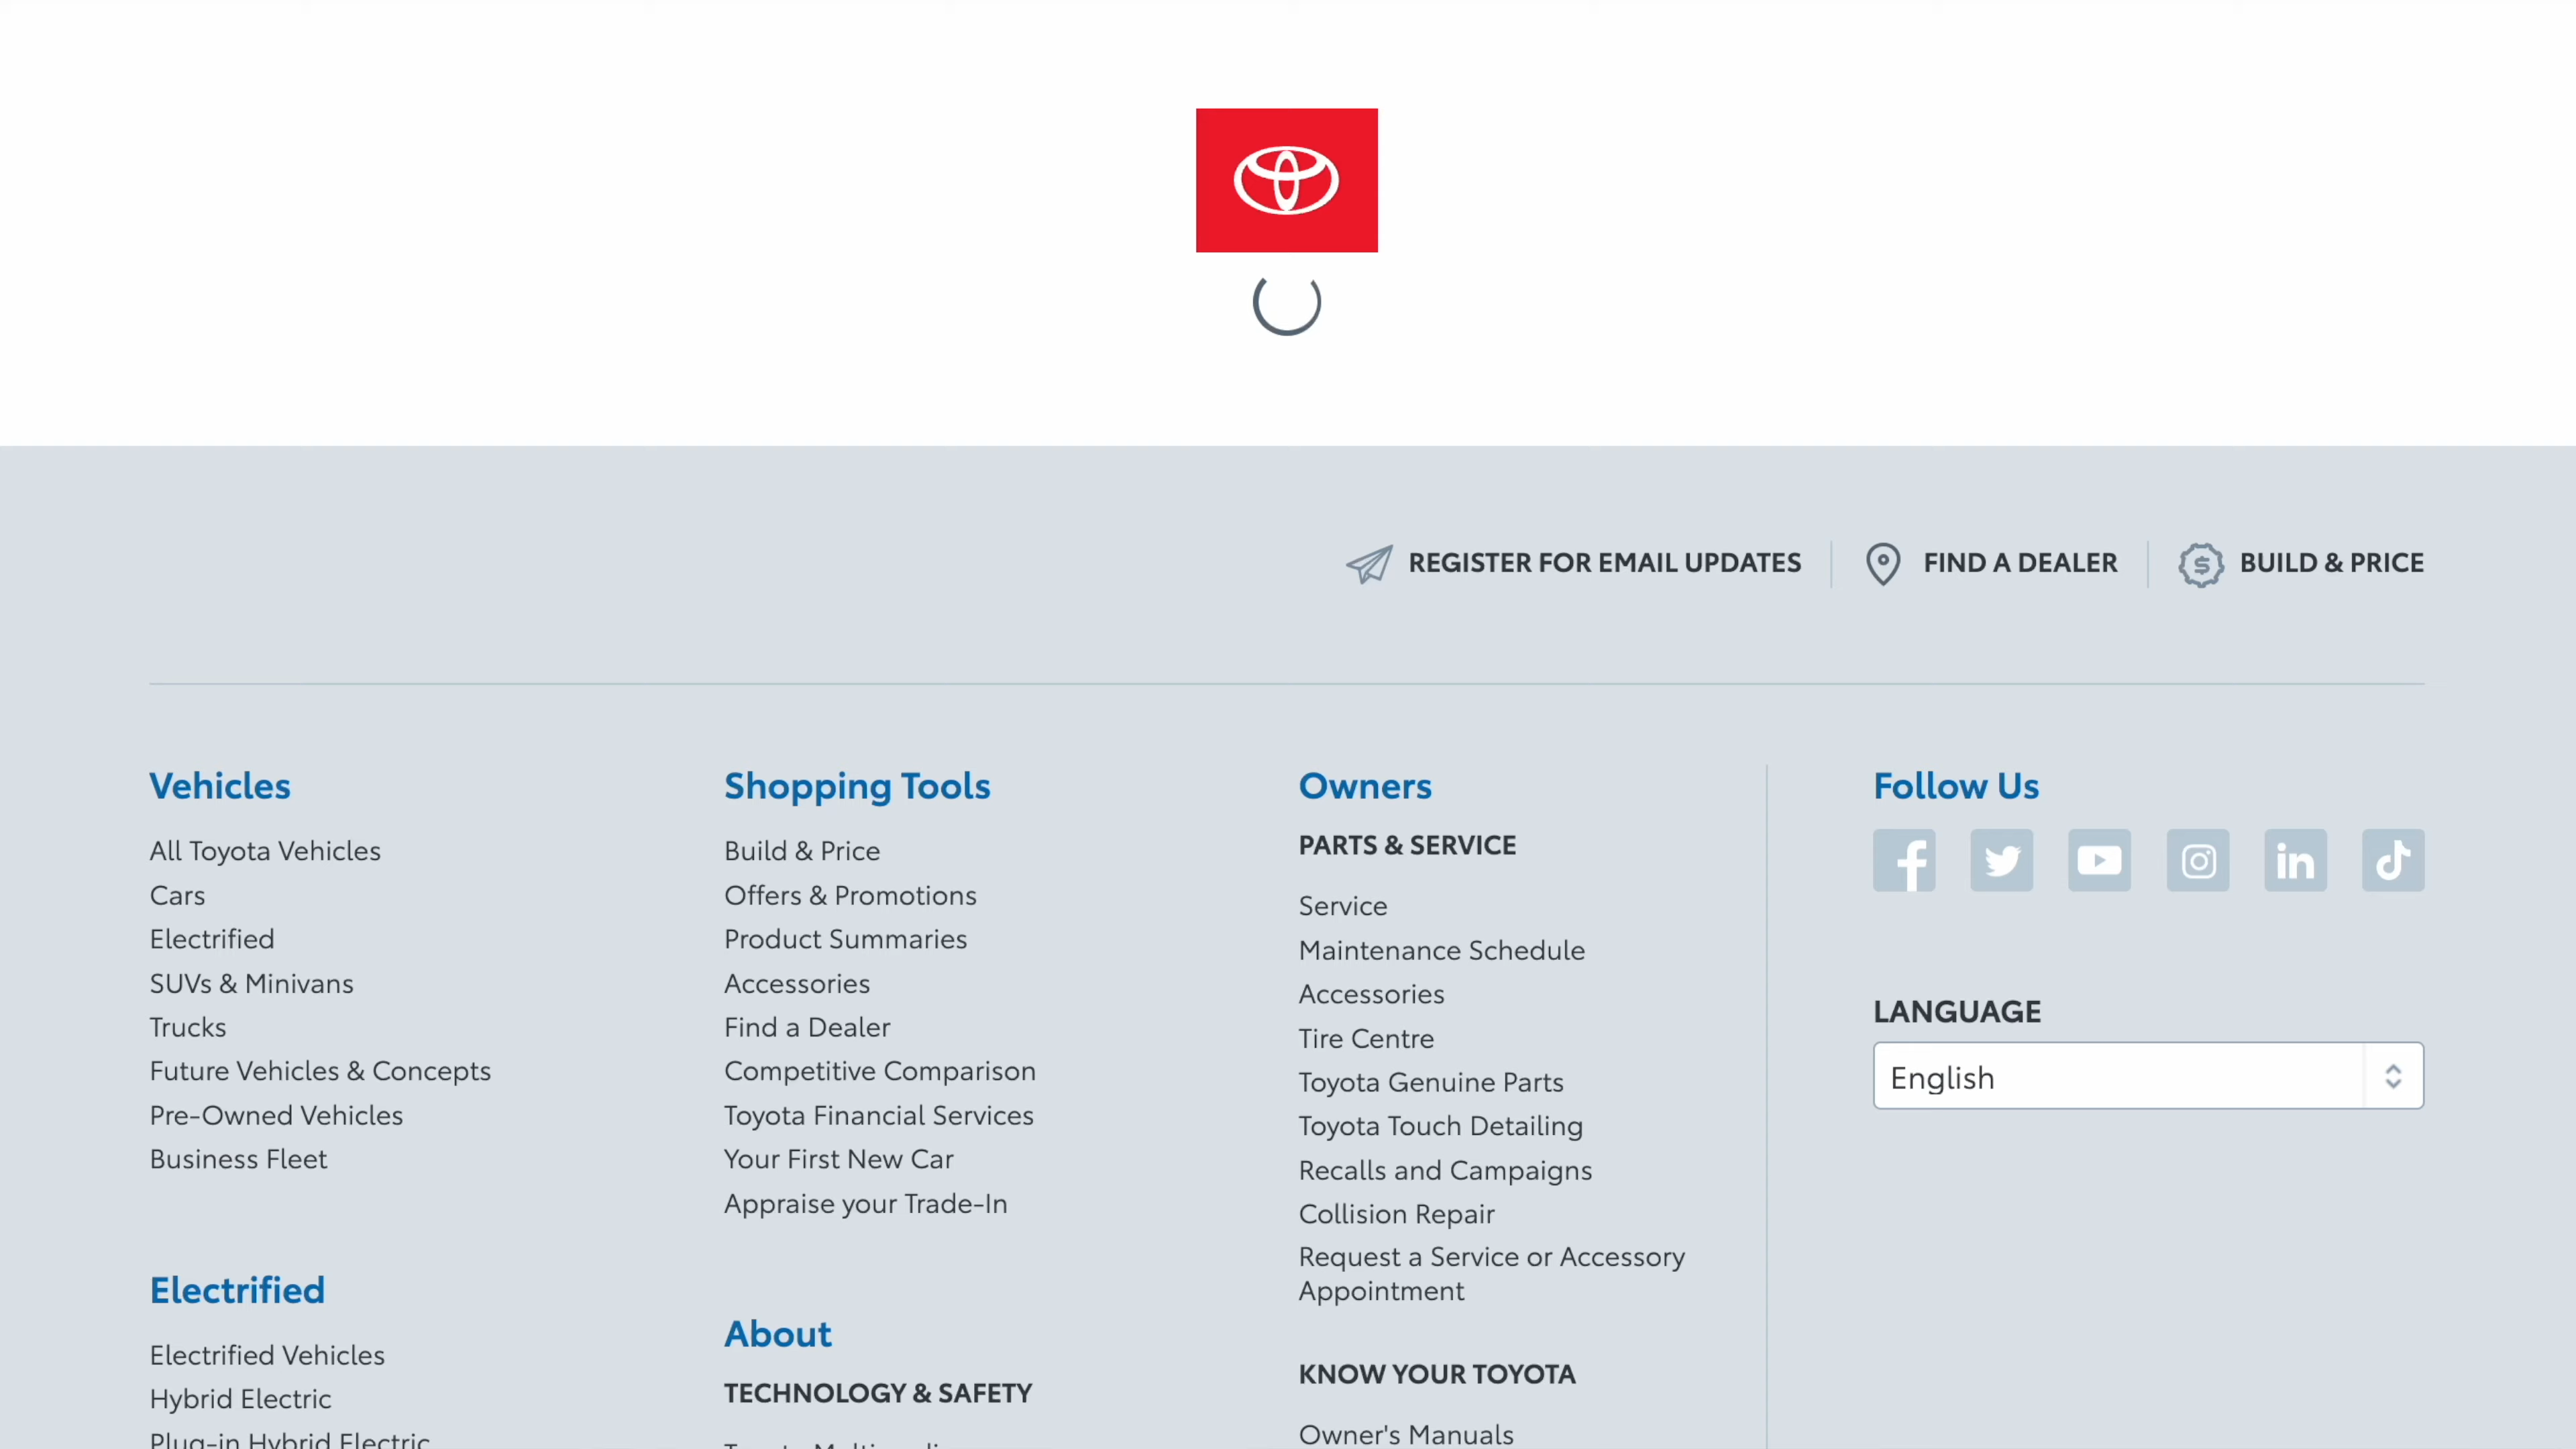 REGISTER FOR EMAIL UPDATES
FIND A DEALER
BUILD & PRICE
Vehicles
All Toyota Vehicles
Cars
Electrified
SUVs & Minivans
Trucks
Future Vehicles & Concepts
Pre-Owned Vehicles
Business Fleet
Electrified
Electrified Vehicles
Hybrid Electric
Plug-in Hybrid Electric
Shopping Tools
Build & Price
Offers & Promotions
Product Summaries
Accessories
Find a Dealer
Competitive Comparison
Toyota Financial Services
Your First New Car
Appraise your Trade-In
About
TECHNOLOGY & SAFETY
Owners
PARTS & SERVICE
Service
Maintenance Schedule
Accessories
Tire Centre
Toyota Genuine Parts
Toyota Touch Detailing
Recalls and Campaigns
Collision Repair
Request a Service or Accessory
Appointment
KNOW YOUR TOYOTA
Owner's Manuals
Follow Us
LANGUAGE
English